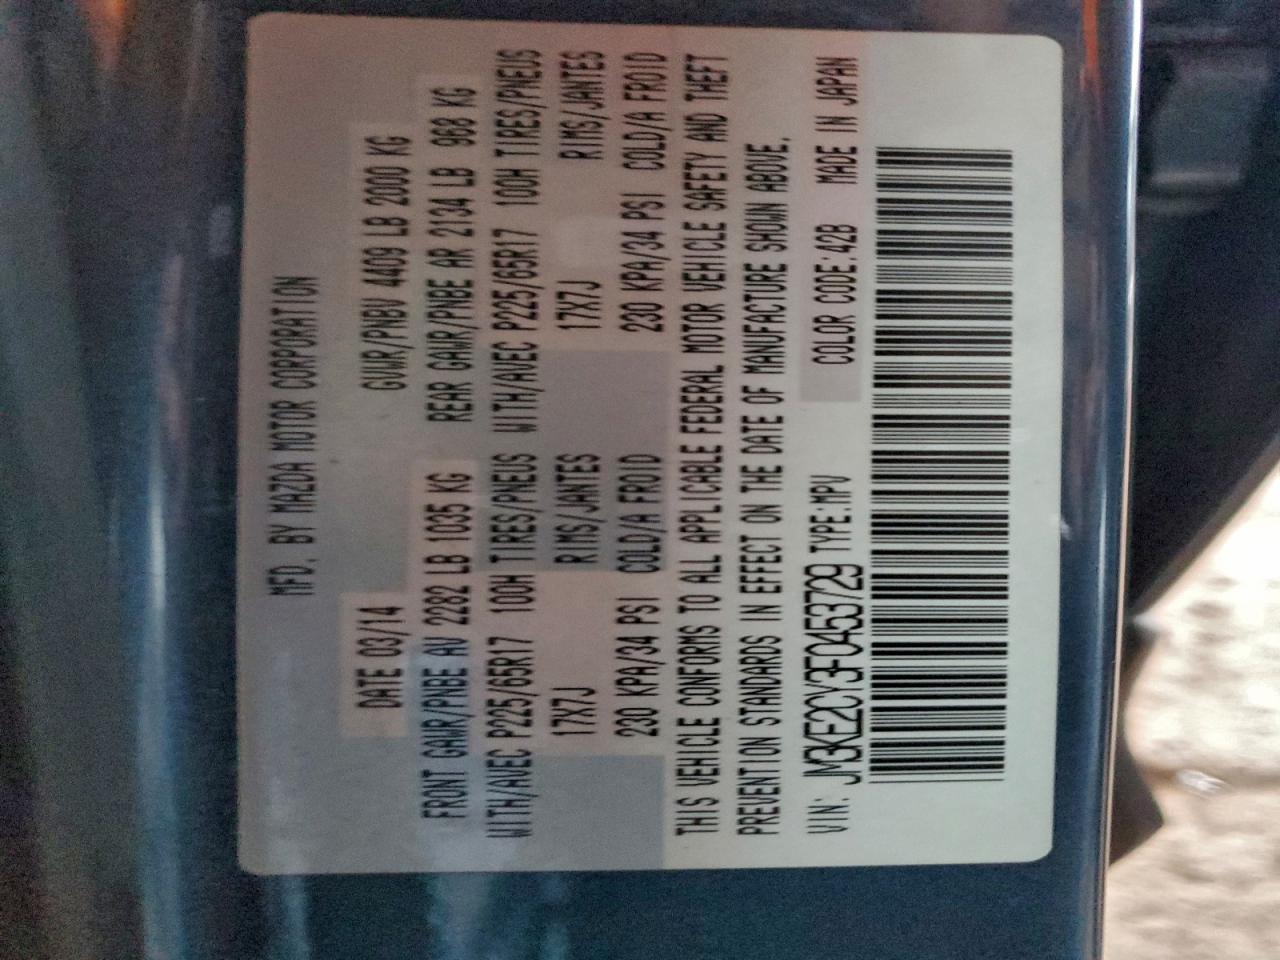 MFD. BY MAZDA MOTOR CORPORATION
DATE 03/14 GVWR/PNBV 4409 LB 2000 KG
FRONT GAWR/PNBE AV 2282 LB 1035 KG REAR GAWR/PNBE AR 2134 LB 968 KG
WITH/AVEC P225/65R17 100H TIRES/PNEUS WITH/AVEC P225/65R17 100H TIRES/PNEUS
17X7J RIMS/JANTES 17X7J RIMS/JANTES
230 KPA/34 PSI COLD/A FROID 230 KPA/34 PSI COLD/A FROID
THIS VEHICLE CONFORMS TO ALL APPLICABLE FEDERAL MOTOR VEHICLE SAFETY AND THEFT
PREVENTION STANDARDS IN EFFECT ON THE DATE OF MANUFACTURE SHOWN ABOVE.
VIN: JM3KE2CY3F0453729 TYPE:MPV COLOR CODE:42B MADE IN JAPAN